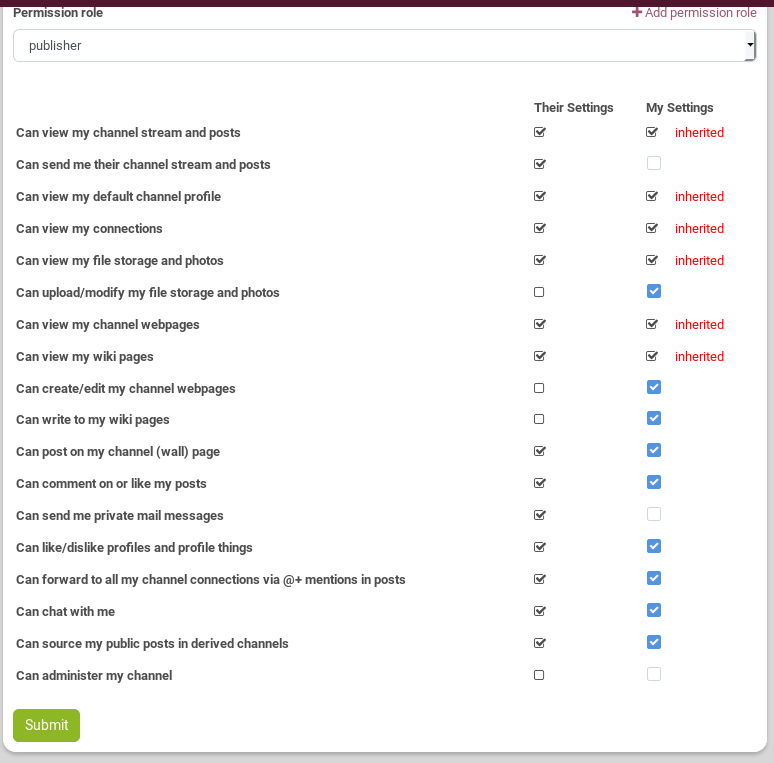 Permission role
+ Add permission role
publisher
Their Settings My Settings
Can view my channel stream and posts inherited
Can send me their channel stream and posts
Can view my default channel profile inherited
Can view my connections inherited
Can view my file storage and photos inherited
Can upload/modify my file storage and photos
Can view my channel webpages inherited
Can view my wiki pages inherited
Can create/edit my channel webpages
Can write to my wiki pages
Can post on my channel (wall) page
Can comment on or like my posts
Can send me private mail messages
Can like/dislike profiles and profile things
Can forward to all my channel connections via @+ mentions in posts
Can chat with me
Can source my public posts in derived channels
Can administer my channel
Submit